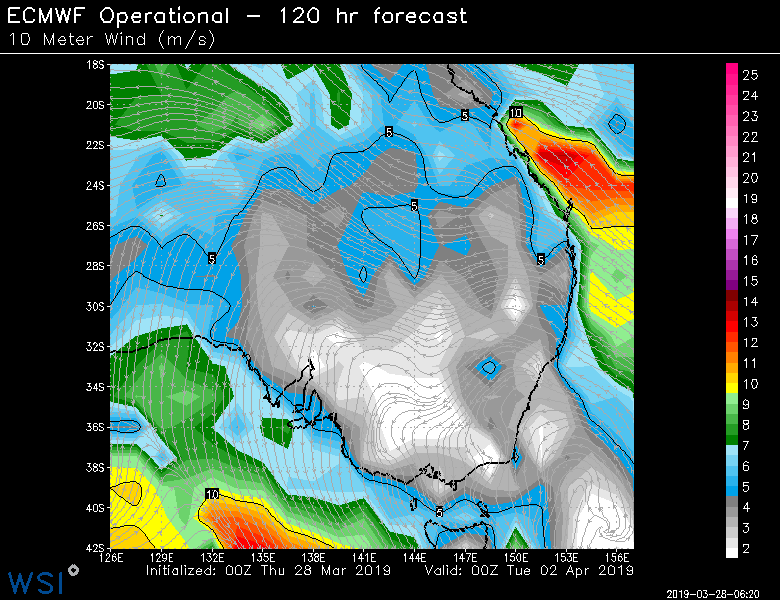 ECMWF Operational – 120 hr forecast
10 Meter Wind (m/s)
18S
20S
22S
24S
26S
28S
30S
32S
34S
36S
38S
40S
42S
10
5
5
5
5
5
10
5
25
24
23
22
21
20
19
18
17
16
15
14
13
12
11
10
9
8
7
6
5
4
3
2
126E 129E 132E 135E 138E 141E 144E 147E 150E 153E 156E
Initialized: 00Z Thu 28 Mar 2019 Valid: 00Z Tue 02 Apr 2019
WSI
2019-03-28-06:20